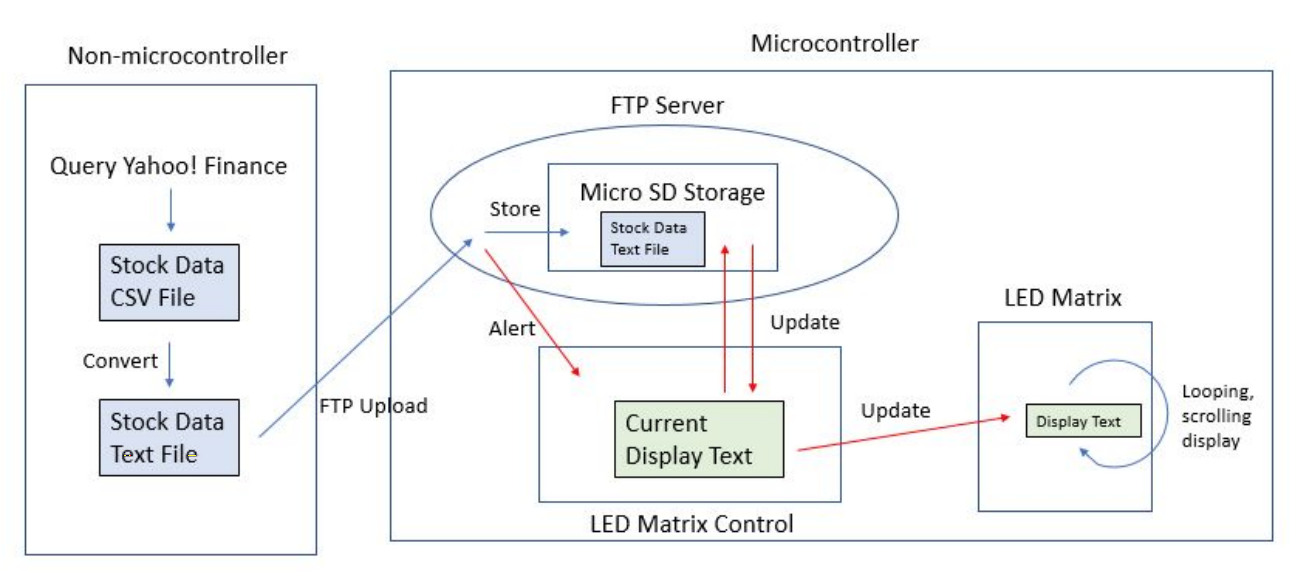 Non-microcontroller
Query Yahoo! Finance
Stock Data
CSV File
Convert
Stock Data
Text File
FTP Upload
Microcontroller
FTP Server
Store
Micro SD Storage
Stock Data
Text File
Alert
Update
Current
Display Text
LED Matrix Control
Update
LED Matrix
Display Text
Looping,
scrolling
display